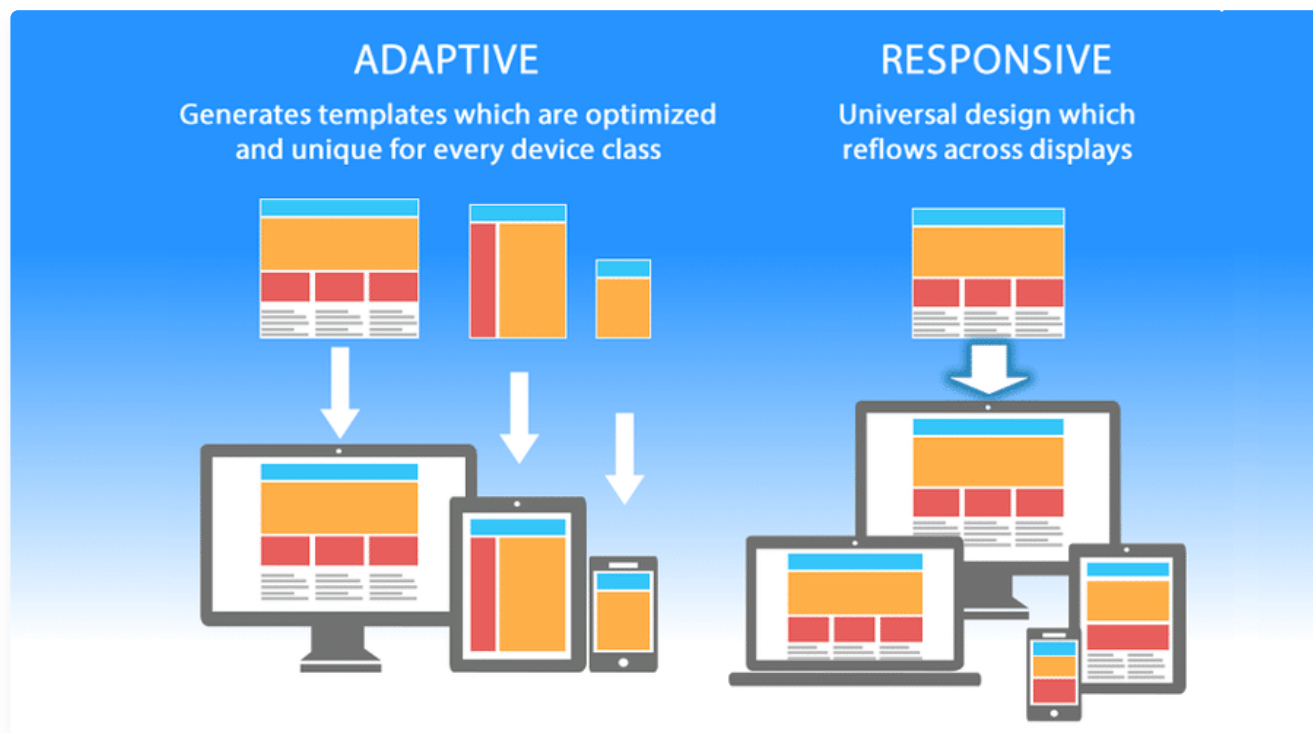 ADAPTIVE
Generates templates which are optimized
and unique for every device class
RESPONSIVE
Universal design which
reflows across displays